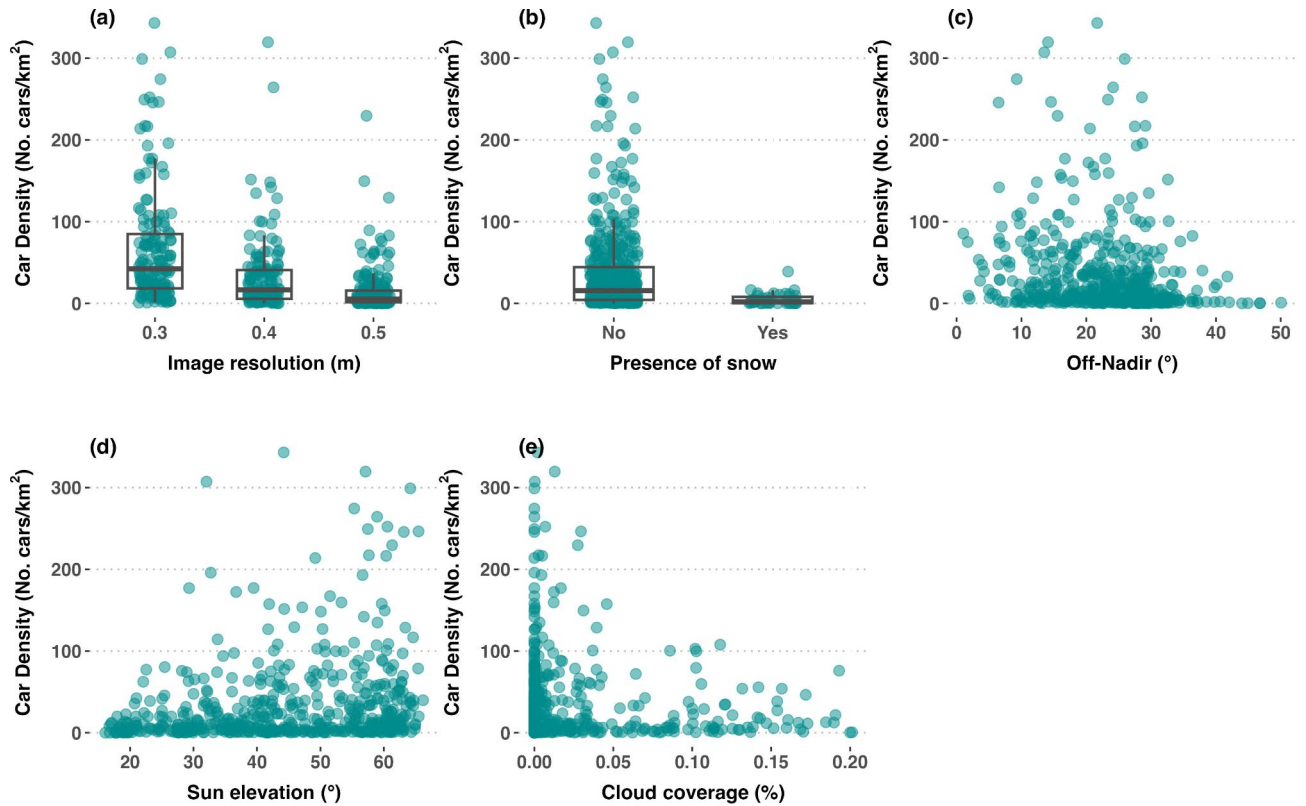 (a)
Car Density (No. cars/km²)
300
200
100
0
0.3 0.4 0.5
Image resolution (m)
(b)
Car Density (No. cars/km²)
300
200
100
0
No Yes
Presence of snow
(c)
Car Density (No. cars/km²)
300
200
100
0
0 10 20 30 40 50
Off-Nadir (°)
(d)
Car Density (No. cars/km²)
300
200
100
0
20 30 40 50 60
Sun elevation (°)
(e)
Car Density (No. cars/km²)
300
200
100
0
0.00 0.05 0.10 0.15 0.20
Cloud coverage (%)